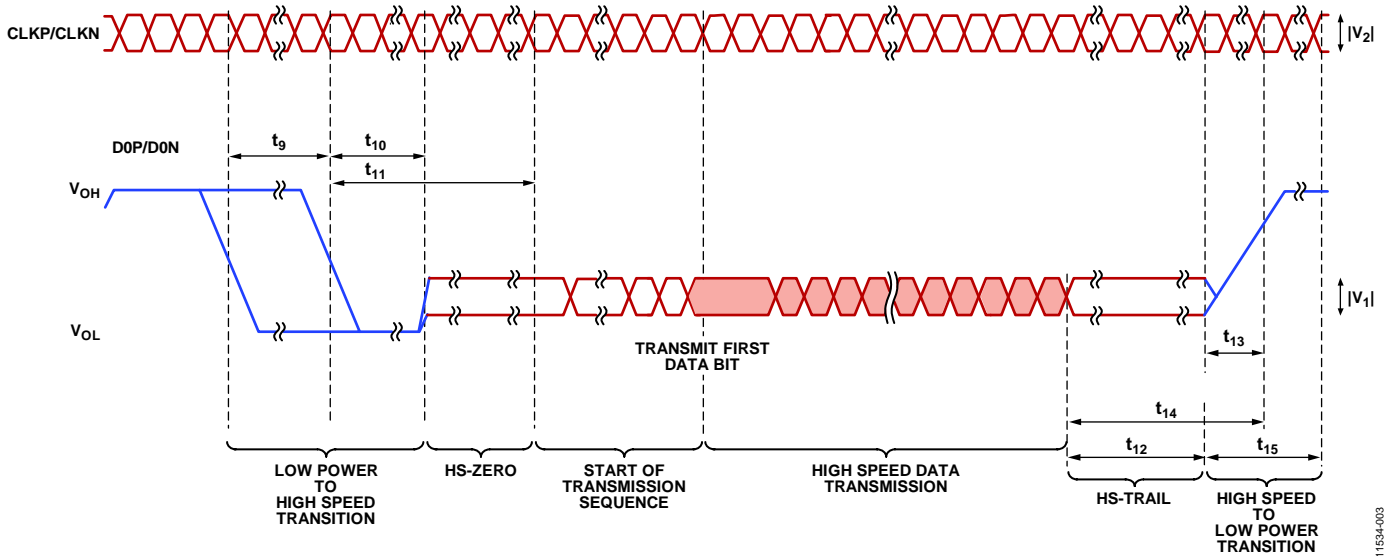 CLKP/CLKN
|V2|
D0P/D0N
t9
t10
t11
VOH
VOL
|V1|
TRANSMIT FIRST
DATA BIT
t13
t14
t12
t15
LOW POWER
TO
HIGH SPEED
TRANSITION
HS-ZERO
START OF
TRANSMISSION
SEQUENCE
HIGH SPEED DATA
TRANSMISSION
HS-TRAIL
HIGH SPEED
TO
LOW POWER
TRANSITION
11534-003